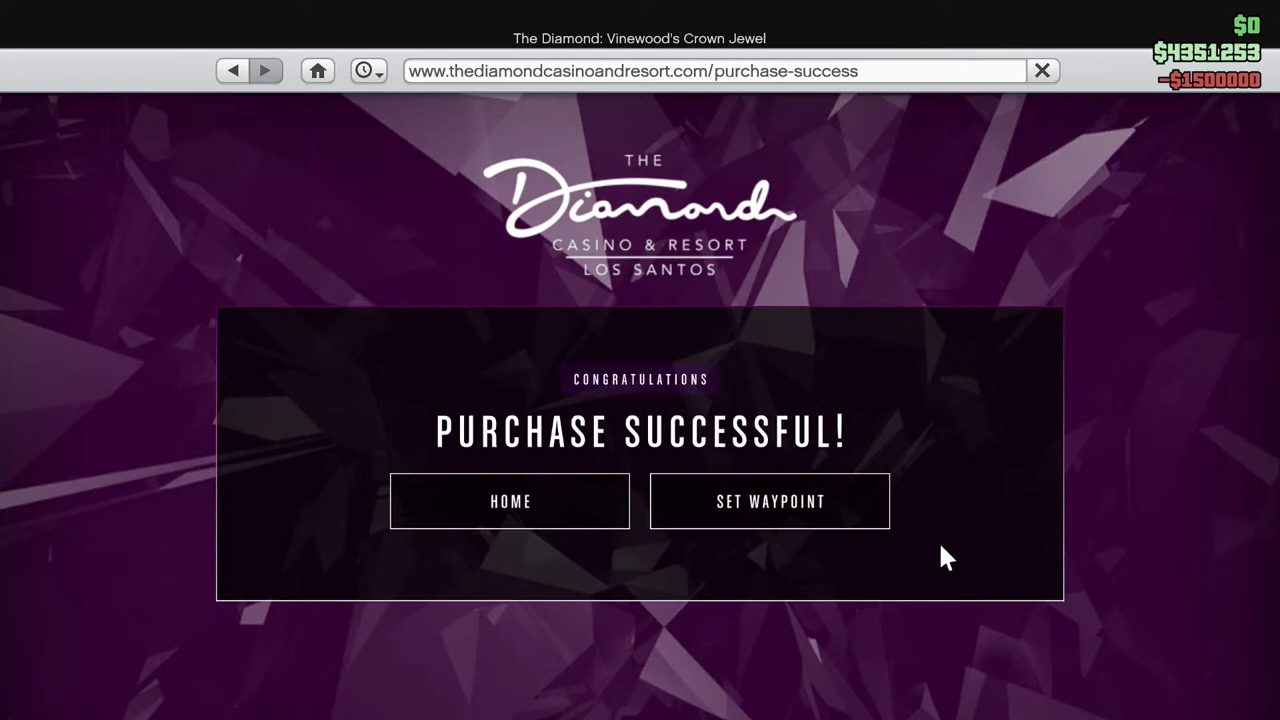 The Diamond: Vinewood's Crown Jewel
$0
$4351253
-$1500000
www.thediamondcasinoandresort.com/purchase-success
THE
Diamond
CASINO & RESORT
LOS SANTOS
CONGRATULATIONS
PURCHASE SUCCESSFUL!
HOME
SET WAYPOINT